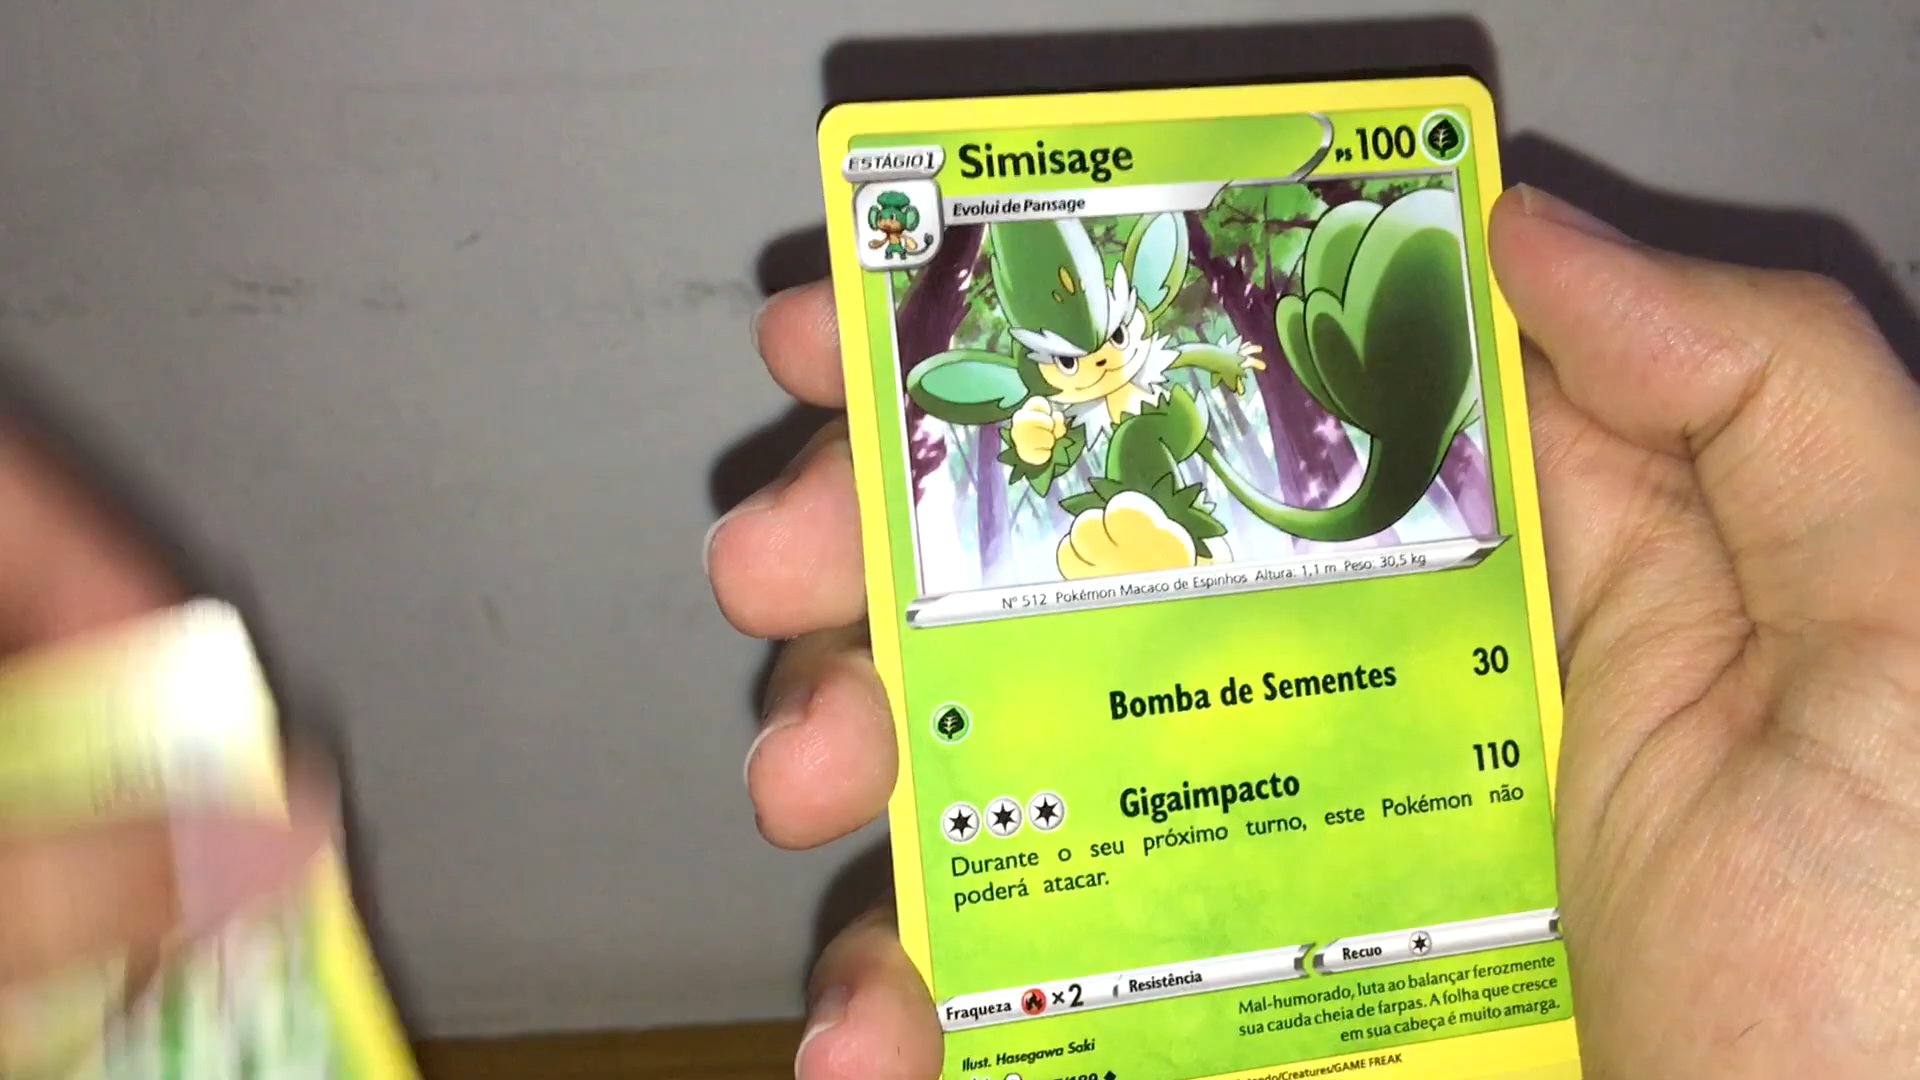 ESTÁGIO 1
Simisage
PS 100
Evolui de Pansage
Nº 512 Pokémon Macaco de Espinhos Altura: 1,1 m Peso: 30,5 kg
Bomba de Sementes 30
Gigaimpacto 110
Durante o seu próximo turno, este Pokémon não
poderá atacar.
Fraqueza ×2 Resistência Recuo
Mal-humorado, luta ao balançar ferozmente
sua cauda cheia de farpas. A folha que cresce
em sua cabeça é muito amarga.
Ilust. Hasegawa Saki
/Creatures/GAME FREAK